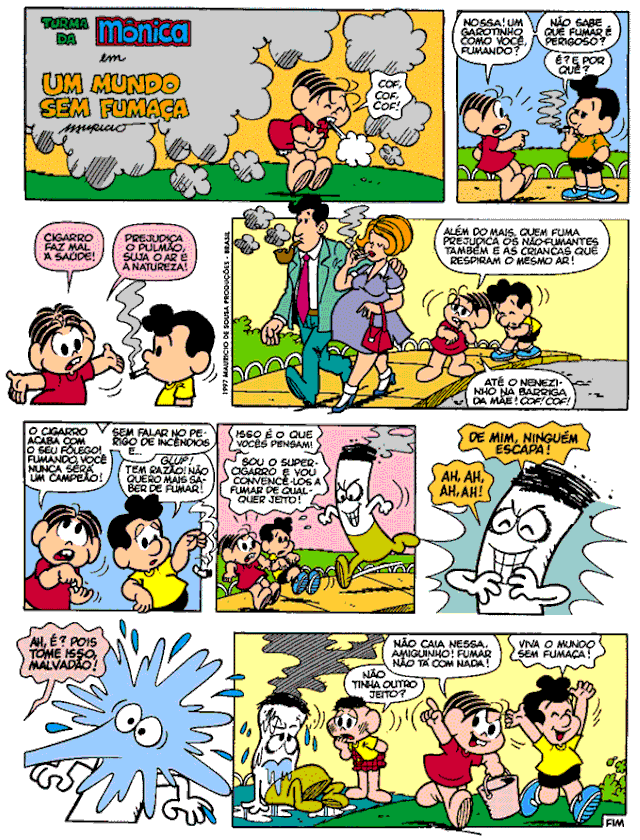 TURMA
DA
MÔNICA
em
UM MUNDO
SEM FUMAÇA
mauricio
COF,
COF,
COF!
NOSSA! UM
GAROTINHO
COMO VOCÊ,
FUMANDO?
NÃO SABE
QUE FUMAR É
PERIGOSO?
É? E POR
QUÊ?
CIGARRO
FAZ MAL
À SAÚDE!
PREJUDICA
O PULMÃO,
SUJA O AR E
A NATUREZA!
1997 MAURICIO DE SOUSA PRODUÇÕES - BRASIL
ALÉM DO MAIS, QUEM FUMA
PREJUDICA OS NÃO-FUMANTES
TAMBÉM E AS CRIANÇAS QUE
RESPIRAM O MESMO AR!
ATÉ O NENEZI-
NHO NA BARRIGA
DA MÃE! COF! COF!
O CIGARRO
ACABA COM
O SEU FÔLEGO!
FUMANDO, VOCÊ
NUNCA SERÁ
UM CAMPEÃO!
SEM FALAR NO PE-
RIGO DE INCÊNDIOS
E...
GLUP!
TEM RAZÃO! NÃO
QUERO MAIS SA-
BER DE FUMAR!
ISSO É O QUE
VOCÊS PENSAM!
SOU O SUPER-
CIGARRO E VOU
CONVENCÊ-LOS A
FUMAR DE QUAL-
QUER JEITO!
DE MIM, NINGUÉM
ESCAPA!
AH, AH,
AH, AH!
AH, É? POIS
TOME ISSO,
MALVADÃO!
NÃO
TINHA OUTRO
JEITO?
NÃO CAIA NESSA,
AMIGUINHO! FUMAR
NÃO TÁ COM NADA!
VIVA O MUNDO
SEM FUMAÇA!
FIM